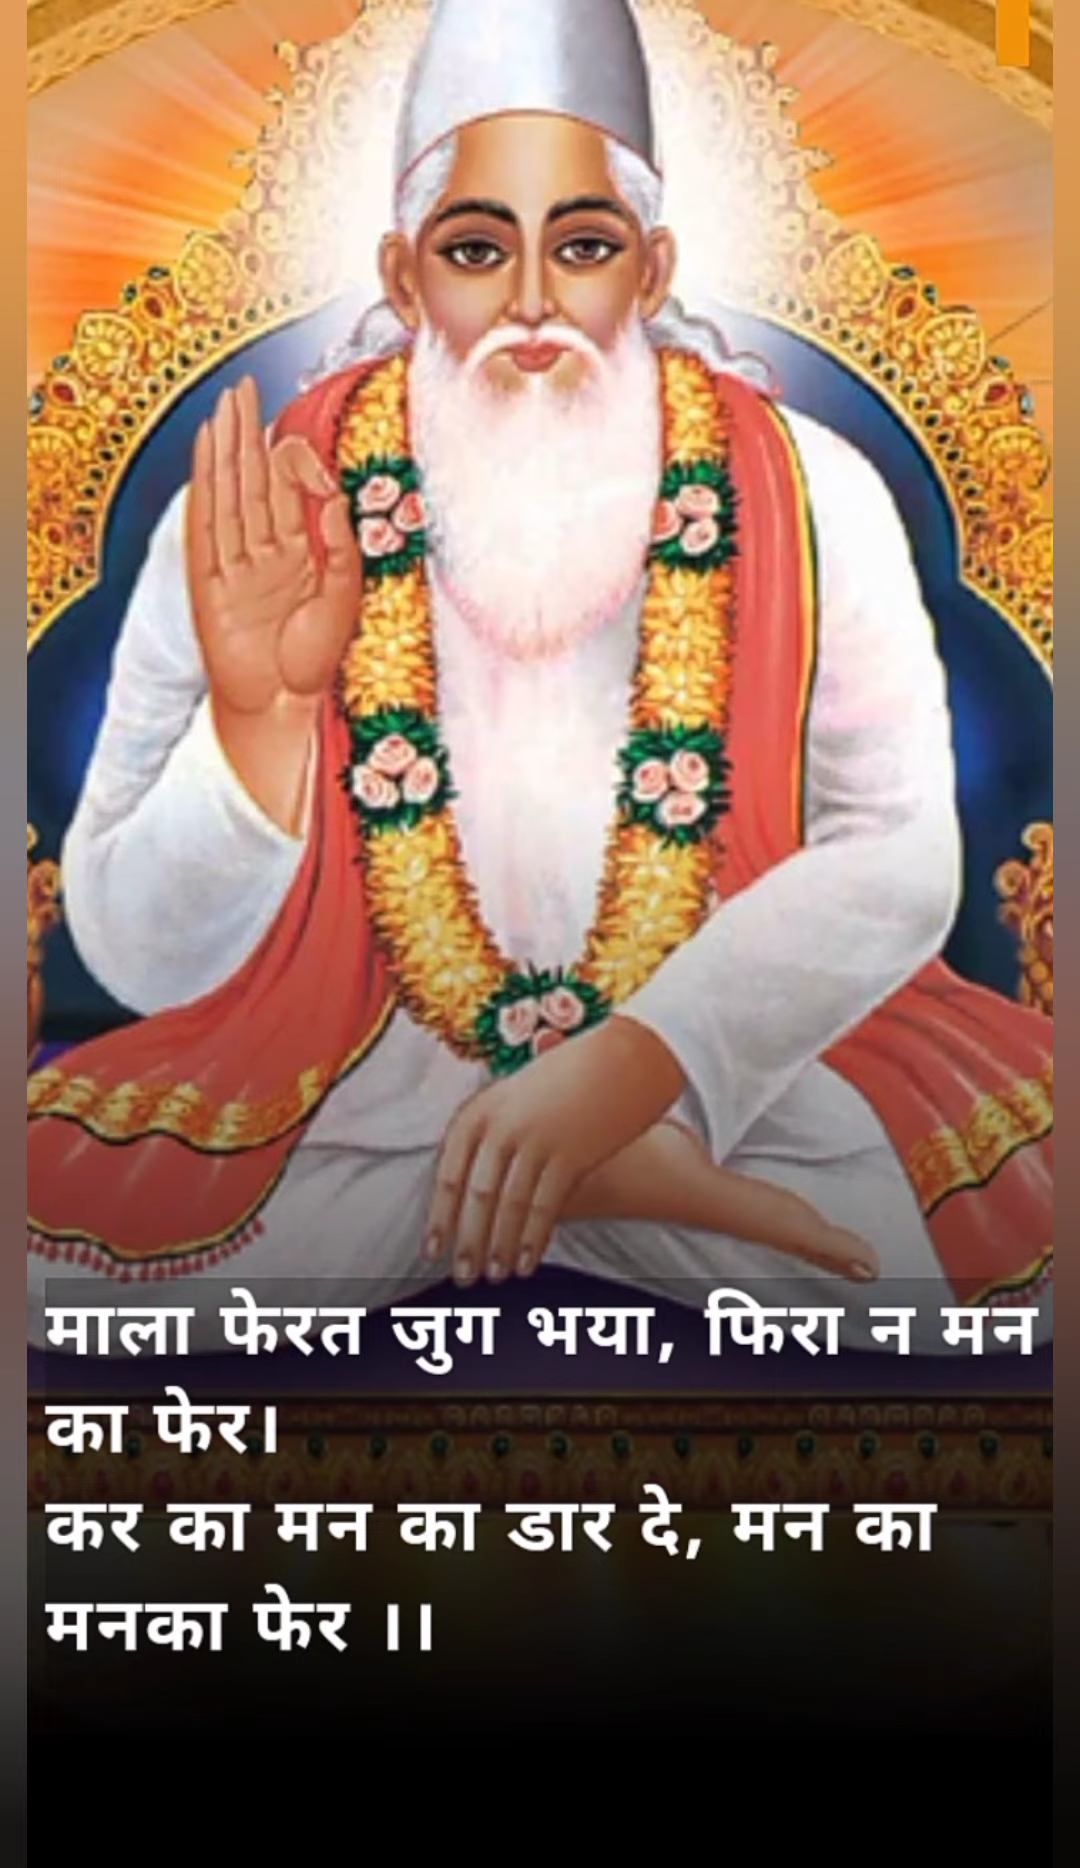 माला फेरत जुग भया, फिरा न मन
का फेर।
कर का मन का डार दे, मन का
मनका फेर ।।